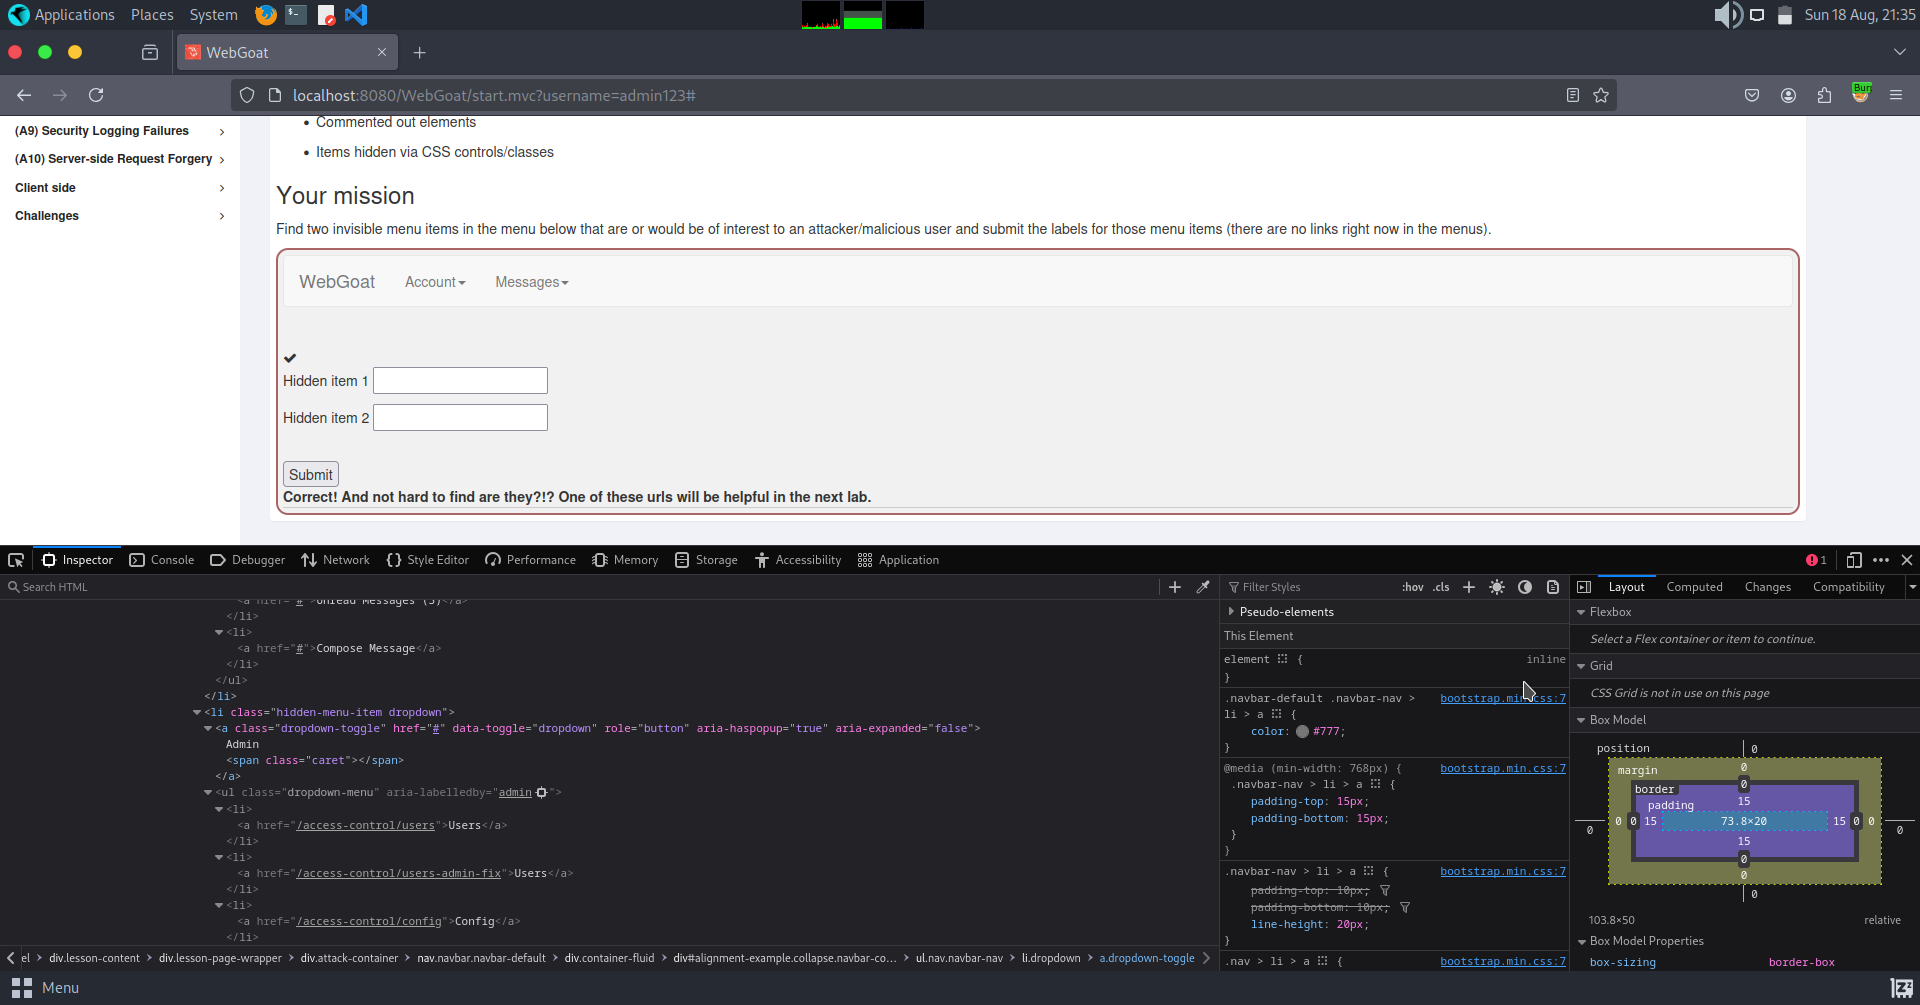 Applications Places System Sun 18 Aug, 21:35
WebGoat
localhost:8080/WebGoat/start.mvc?username=admin123#
(A9) Security Logging Failures
(A10) Server-side Request Forgery
Client side
Challenges
• Commented out elements
• Items hidden via CSS controls/classes
Your mission
Find two invisible menu items in the menu below that are or would be of interest to an attacker/malicious user and submit the labels for those menu items (there are no links right now in the menus).
WebGoat Account Messages
Hidden item 1
Hidden item 2
Submit
Correct! And not hard to find are they?!? One of these urls will be helpful in the next lab.
Inspector Console Debugger Network Style Editor Performance Memory Storage Accessibility Application 1
Search HTML
<a href="#">Unread Messages (3)</a>
</li>
<li>
<a href="#">Compose Message</a>
</li>
</ul>
</li>
<li class="hidden-menu-item dropdown">
<a class="dropdown-toggle" href="#" data-toggle="dropdown" role="button" aria-haspopup="true" aria-expanded="false">
Admin
<span class="caret"></span>
</a>
<ul class="dropdown-menu" aria-labelledby="admin">
<li>
<a href="/access-control/users">Users</a>
</li>
<li>
<a href="/access-control/users-admin-fix">Users</a>
</li>
<li>
<a href="/access-control/config">Config</a>
</li>
el div.lesson-content div.lesson-page-wrapper div.attack-container nav.navbar.navbar-default div.container-fluid div#alignment-example.collapse.navbar-co... ul.nav.navbar-nav li.dropdown a.dropdown-toggle
Filter Styles :hov .cls
Pseudo-elements
This Element
element { inline
}
.navbar-default .navbar-nav > bootstrap.min.css:7
li > a {
color: #777;
}
@media (min-width: 768px) { bootstrap.min.css:7
.navbar-nav > li > a {
padding-top: 15px;
padding-bottom: 15px;
}
}
.navbar-nav > li > a { bootstrap.min.css:7
padding-top: 10px;
padding-bottom: 10px;
line-height: 20px;
}
.nav > li > a { bootstrap.min.css:7
Layout Computed Changes Compatibility
Flexbox
Select a Flex container or item to continue.
Grid
CSS Grid is not in use on this page
Box Model
position 0
margin 0
border 0
padding 15
0 0 0 15 73.8×20 15 0 0 0
15
0
0
0
103.8×50 relative
Box Model Properties
box-sizing border-box
Menu